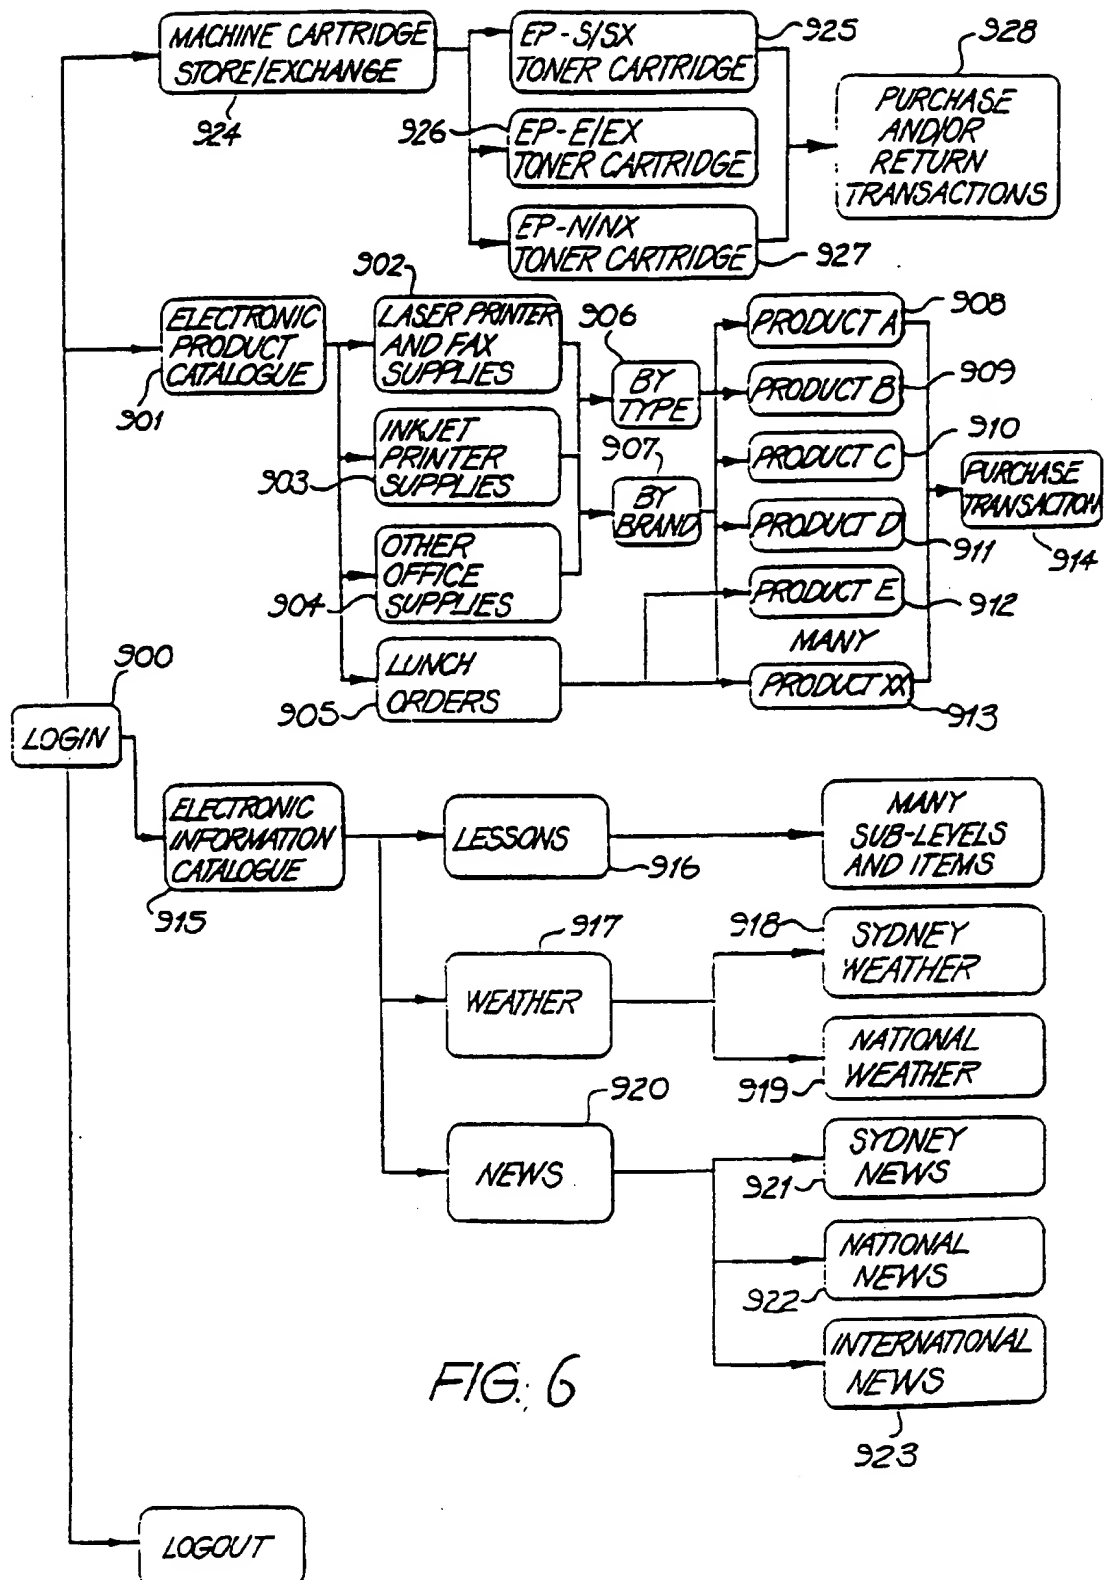 MACHINE CARTRIDGE
STORE/EXCHANGE
924
EP-S/SX
TONER CARTRIDGE
925
926
EP-E/EX
TONER CARTRIDGE
EP-N/NX
TONER CARTRIDGE
927
928
PURCHASE
AND/OR
RETURN
TRANSACTIONS
ELECTRONIC
PRODUCT
CATALOGUE
901
902
LASER PRINTER
AND FAX
SUPPLIES
INKJET
PRINTER
SUPPLIES
903
OTHER
OFFICE
SUPPLIES
904
LUNCH
ORDERS
905
906
BY
TYPE
907
BY
BRAND
PRODUCT A
908
PRODUCT B
909
PRODUCT C
910
PRODUCT D
911
PRODUCT E
912
MANY
PRODUCT XX
913
PURCHASE
TRANSACTION
914
900
LOGIN
ELECTRONIC
INFORMATION
CATALOGUE
915
LESSONS
916
MANY
SUB-LEVELS
AND ITEMS
917
WEATHER
918
SYDNEY
WEATHER
NATIONAL
WEATHER
919
920
NEWS
SYDNEY
NEWS
921
NATIONAL
NEWS
922
INTERNATIONAL
NEWS
923
FIG. 6
LOGOUT